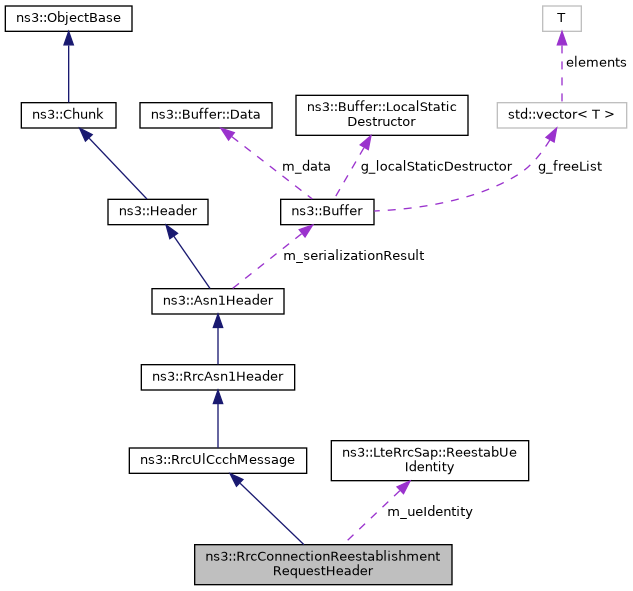 ns3::ObjectBase
T
elements
ns3::Chunk
ns3::Buffer::Data
ns3::Buffer::LocalStatic
Destructor
std::vector< T >
m_data
g_localStaticDestructor
g_freeList
ns3::Header
ns3::Buffer
m_serializationResult
ns3::Asn1Header
ns3::RrcAsn1Header
ns3::RrcUlCcchMessage
ns3::LteRrcSap::ReestabUe
Identity
m_ueIdentity
ns3::RrcConnectionReestablishment
RequestHeader